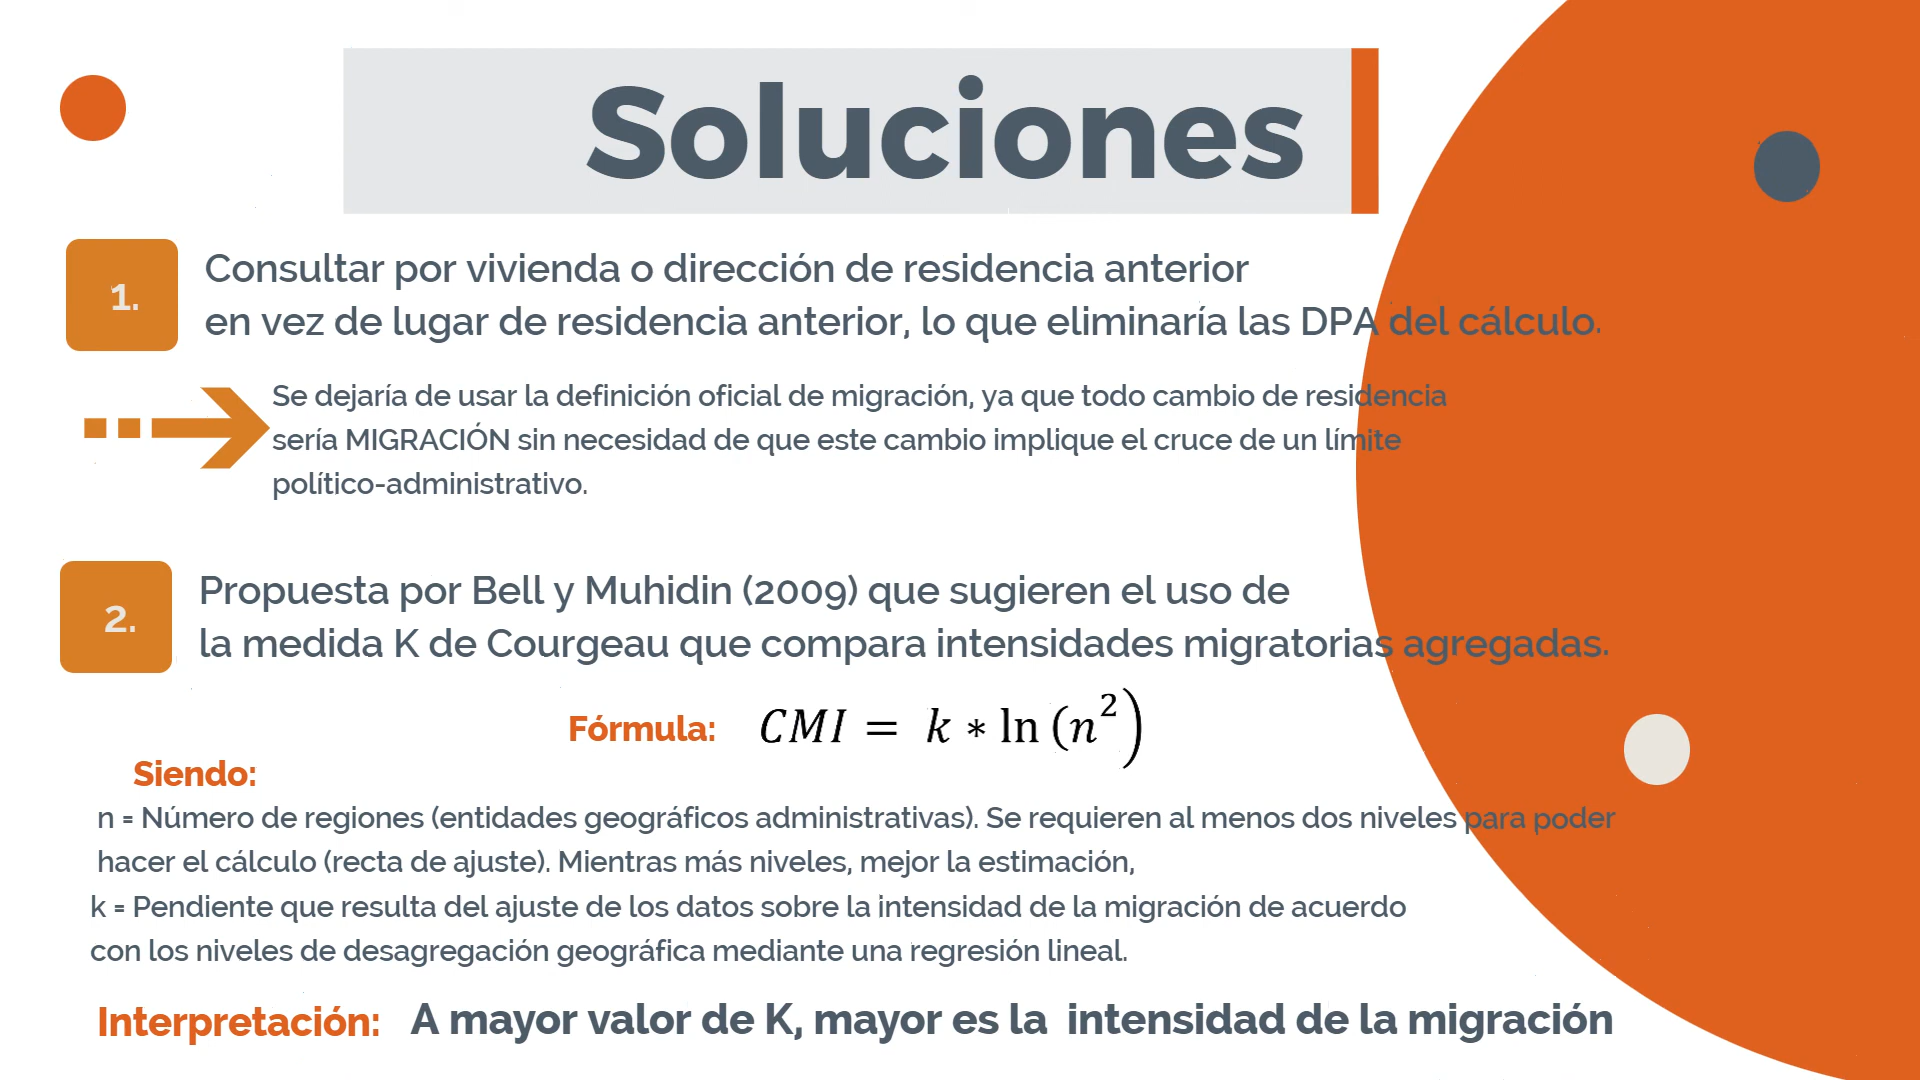 Soluciones
1.
Consultar por vivienda o dirección de residencia anterior
en vez de lugar de residencia anterior, lo que eliminaría las DPA del cálculo.
Se dejaría de usar la definición oficial de migración, ya que todo cambio de residencia
sería MIGRACIÓN sin necesidad de que este cambio implique el cruce de un límite
político-administrativo.
2.
Propuesta por Bell y Muhidin (2009) que sugieren el uso de
la medida K de Courgeau que compara intensidades migratorias agregadas.
Fórmula: CMI = k * ln (n²)
Siendo:
n = Número de regiones (entidades geográficos administrativas). Se requieren al menos dos niveles para poder
hacer el cálculo (recta de ajuste). Mientras más niveles, mejor la estimación,
k = Pendiente que resulta del ajuste de los datos sobre la intensidad de la migración de acuerdo
con los niveles de desagregación geográfica mediante una regresión lineal.
Interpretación: A mayor valor de K, mayor es la intensidad de la migración